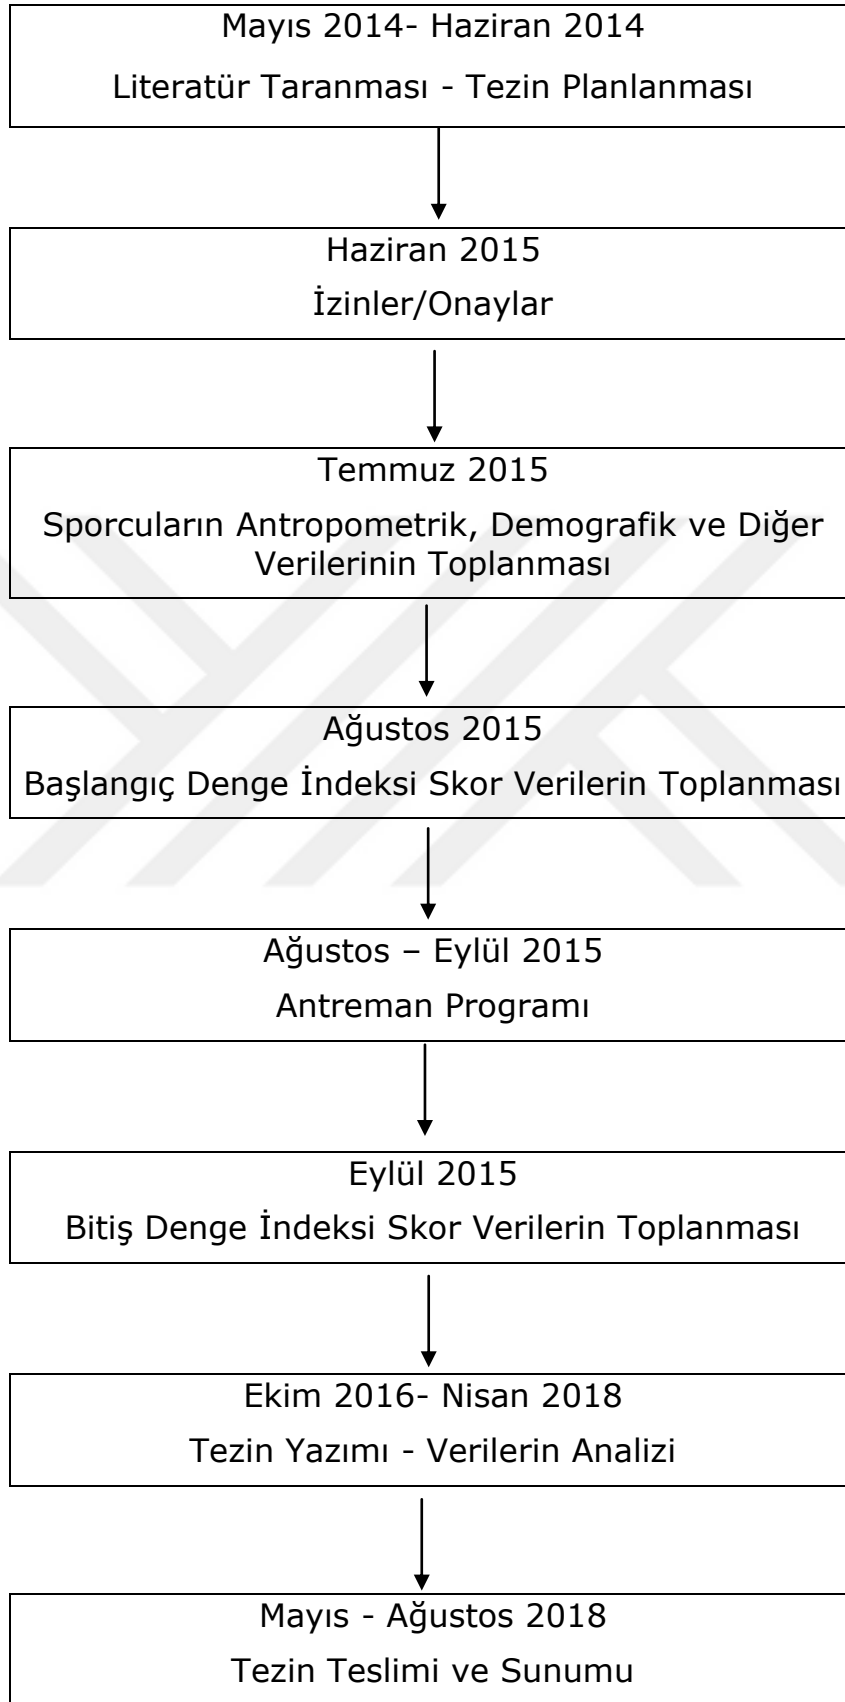 Mayıs 2014- Haziran 2014
Literatür Taranması - Tezin Planlanması
Haziran 2015
İzinler/Onaylar
Temmuz 2015
Sporcuların Antropometrik, Demografik ve Diğer
Verilerinin Toplanması
Ağustos 2015
Başlangıç Denge İndeksi Skor Verilerin Toplanması
Ağustos – Eylül 2015
Antreman Programı
Eylül 2015
Bitiş Denge İndeksi Skor Verilerin Toplanması
Ekim 2016- Nisan 2018
Tezin Yazımı - Verilerin Analizi
Mayıs - Ağustos 2018
Tezin Teslimi ve Sunumu